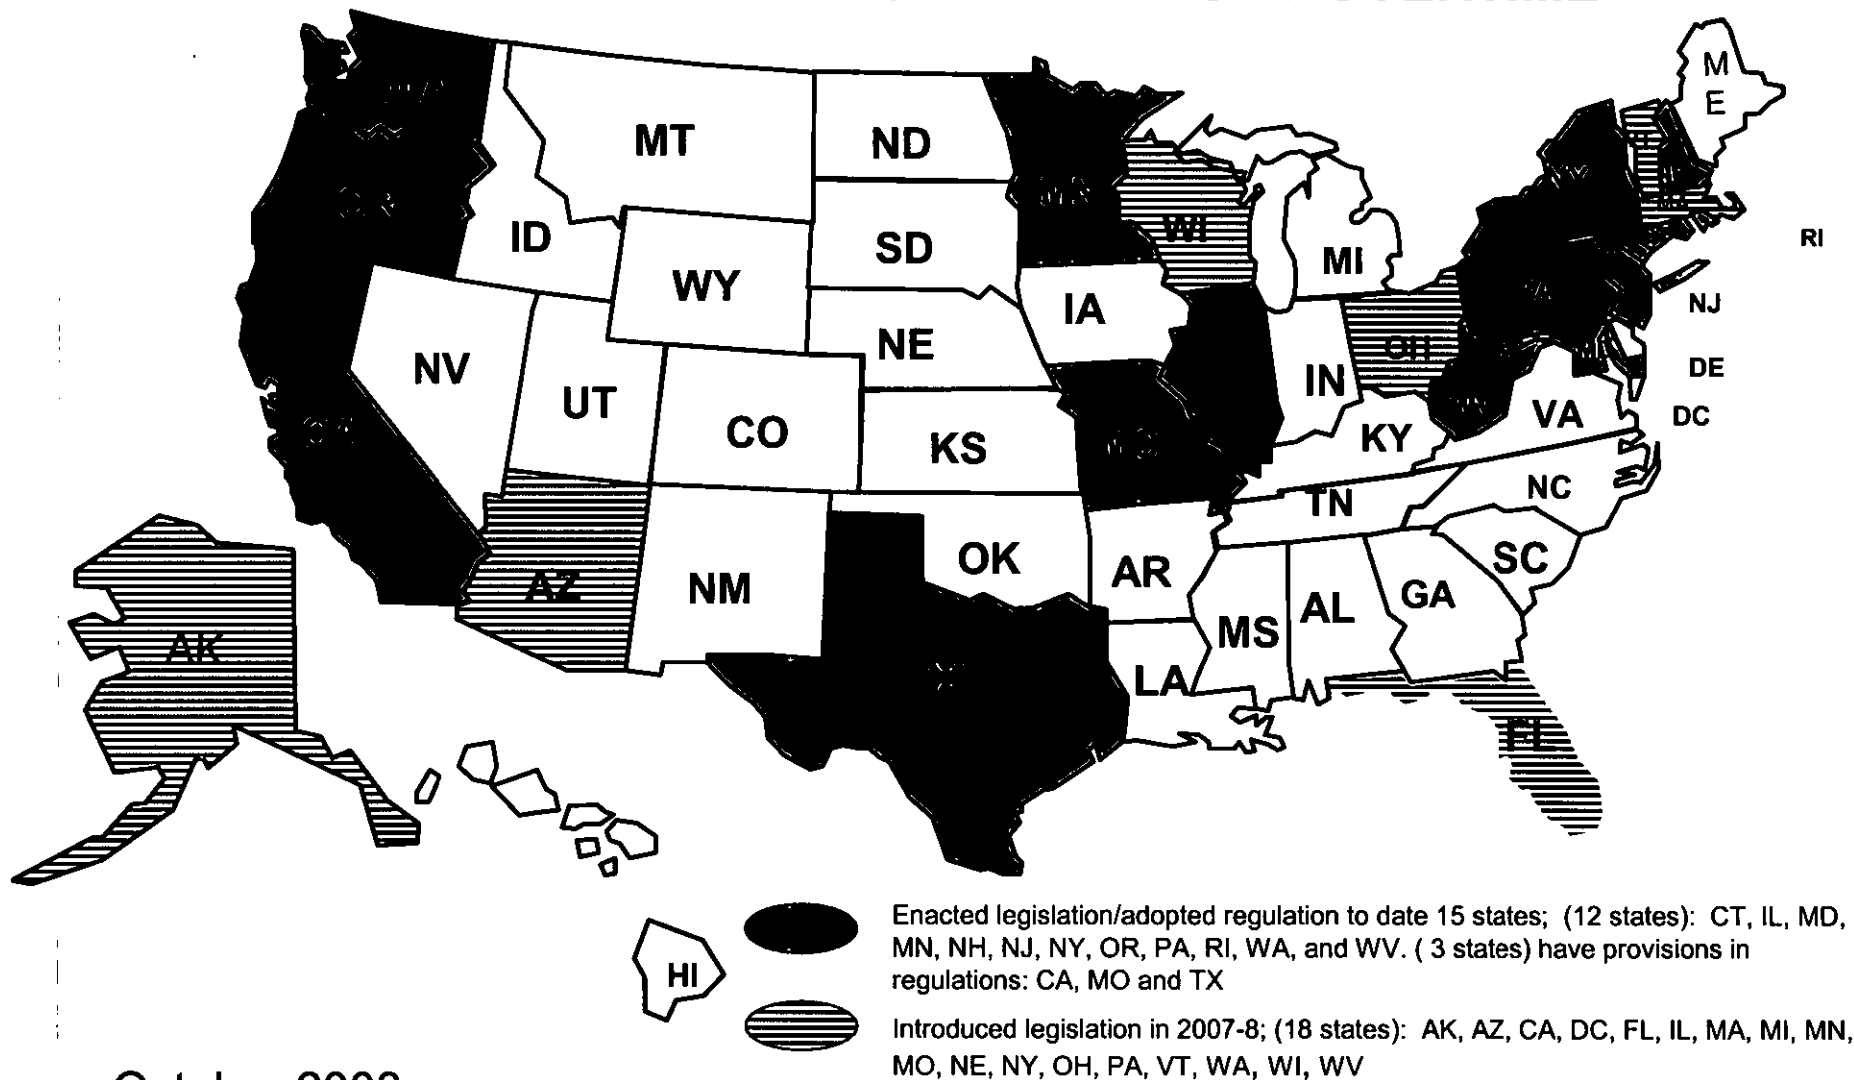 M
E
MT
ND
ID
SD
WI
MI
RI
WY
IA
NJ
NE
OH
NV
IN
DE
UT
CO
KS
KY
VA
DC
TN
NC
OK
AR
SC
AZ
NM
GA
AL
MS
AK
LA
FL
HI
Enacted legislation/adopted regulation to date 15 states; (12 states): CT, IL, MD,
MN, NH, NJ, NY, OR, PA, RI, WA, and WV. ( 3 states) have provisions in
regulations: CA, MO and TX
Introduced legislation in 2007-8; (18 states): AK, AZ, CA, DC, FL, IL, MA, MI, MN,
MO, NE, NY, OH, PA, VT, WA, WI, WV